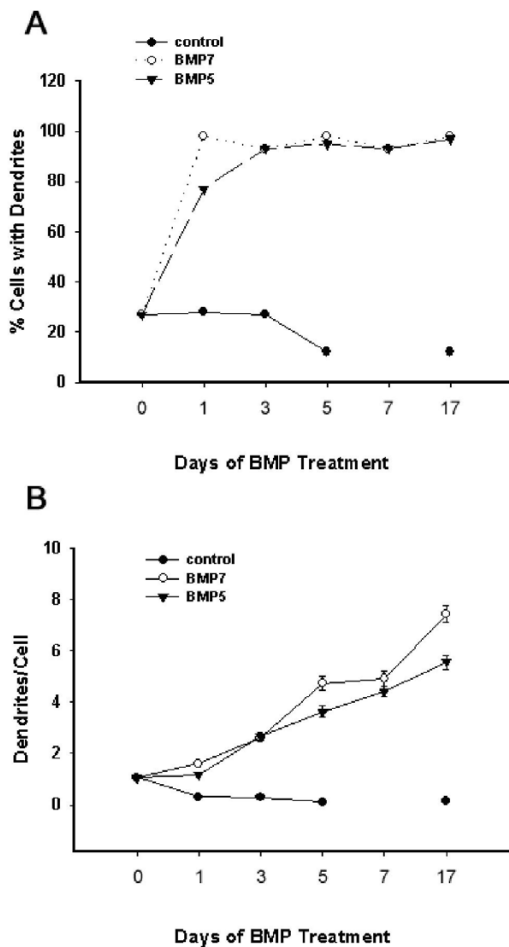 A
control
BMP7
BMP5
120
100
80
60
40
20
0
% Cells with Dendrites
0 1 3 5 7 17
Days of BMP Treatment
B
control
BMP7
BMP5
10
8
6
4
2
0
Dendrites/Cell
0 1 3 5 7 17
Days of BMP Treatment